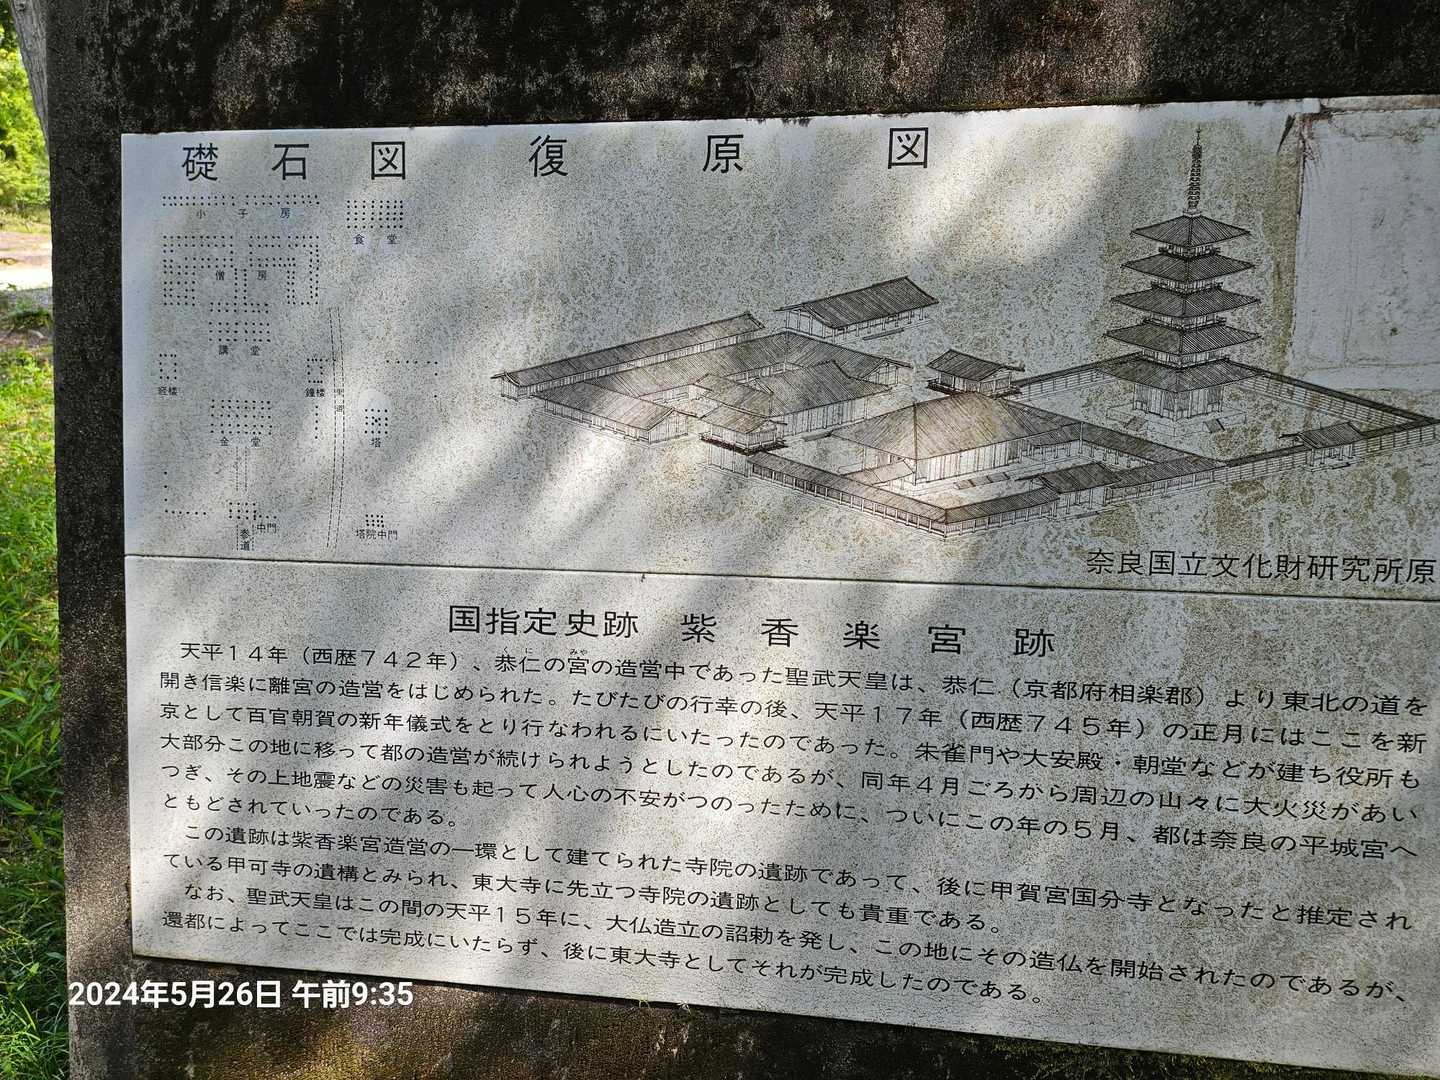 礎石図
復原図
小子房
食堂
僧房
講堂
経楼
鐘楼
金堂
塔
中門
参道
塔院中門
奈良国立文化財研究所原
国指定史跡 紫香楽宮跡
くに みや
天平14年（西歴742年）、恭仁の宮の造営中であった聖武天皇は、恭仁（京都府相楽郡）より東北の道を
開き信楽に離宮の造営をはじめられた。たびたびの行幸の後、天平17年（西歴745年）の正月にはここを新
京として百官朝賀の新年儀式をとり行なわれるにいたったのであった。朱雀門や大安殿・朝堂などが建ち役所も
大部分この地に移って都の造営が続けられようとしたのであるが、同年4月ごろから周辺の山々に大火災があい
つぎ、その上地震などの災害も起って人心の不安がつのったために、ついにこの年の5月、都は奈良の平城宮へ
ともどされていったのである。
この遺跡は紫香楽宮造営の一環として建てられた寺院の遺跡であって、後に甲賀宮国分寺となったと推定され
ている甲可寺の遺構とみられ、東大寺に先立つ寺院の遺跡としても貴重である。
なお、聖武天皇はこの間の天平15年に、大仏造立の詔勅を発し、この地にその造仏を開始されたのであるが、
還都によってここでは完成にいたらず、後に東大寺としてそれが完成したのである。
2024年5月26日 午前9:35